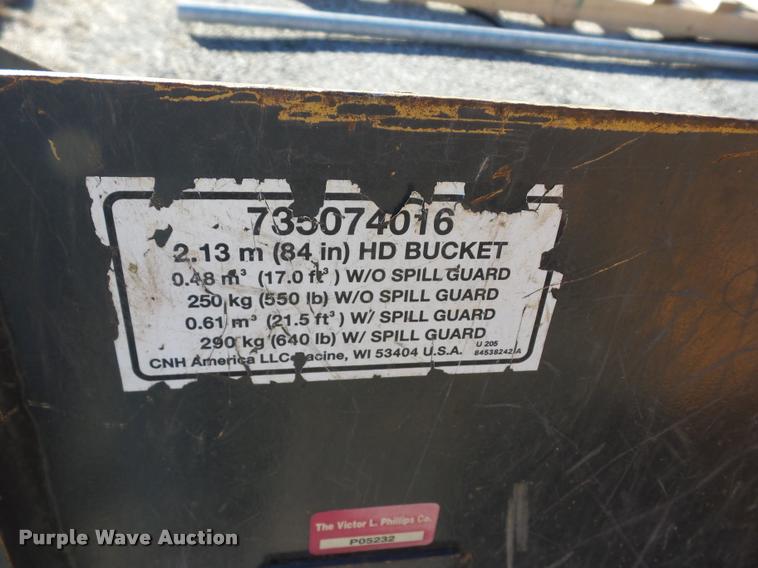 735074016
2.13 m (84 in) HD BUCKET
0.48 m³ (17.0 ft³) W/O SPILL GUARD
250 kg (550 lb) W/O SPILL GUARD
0.61 m³ (21.5 ft³) W/ SPILL GUARD
290 kg (640 lb) W/ SPILL GUARD
U 205
CNH America LLC acine, WI 53404 U.S.A. 84538242 A
The Victor L. Phillips Co.
P05232
Purple Wave Auction